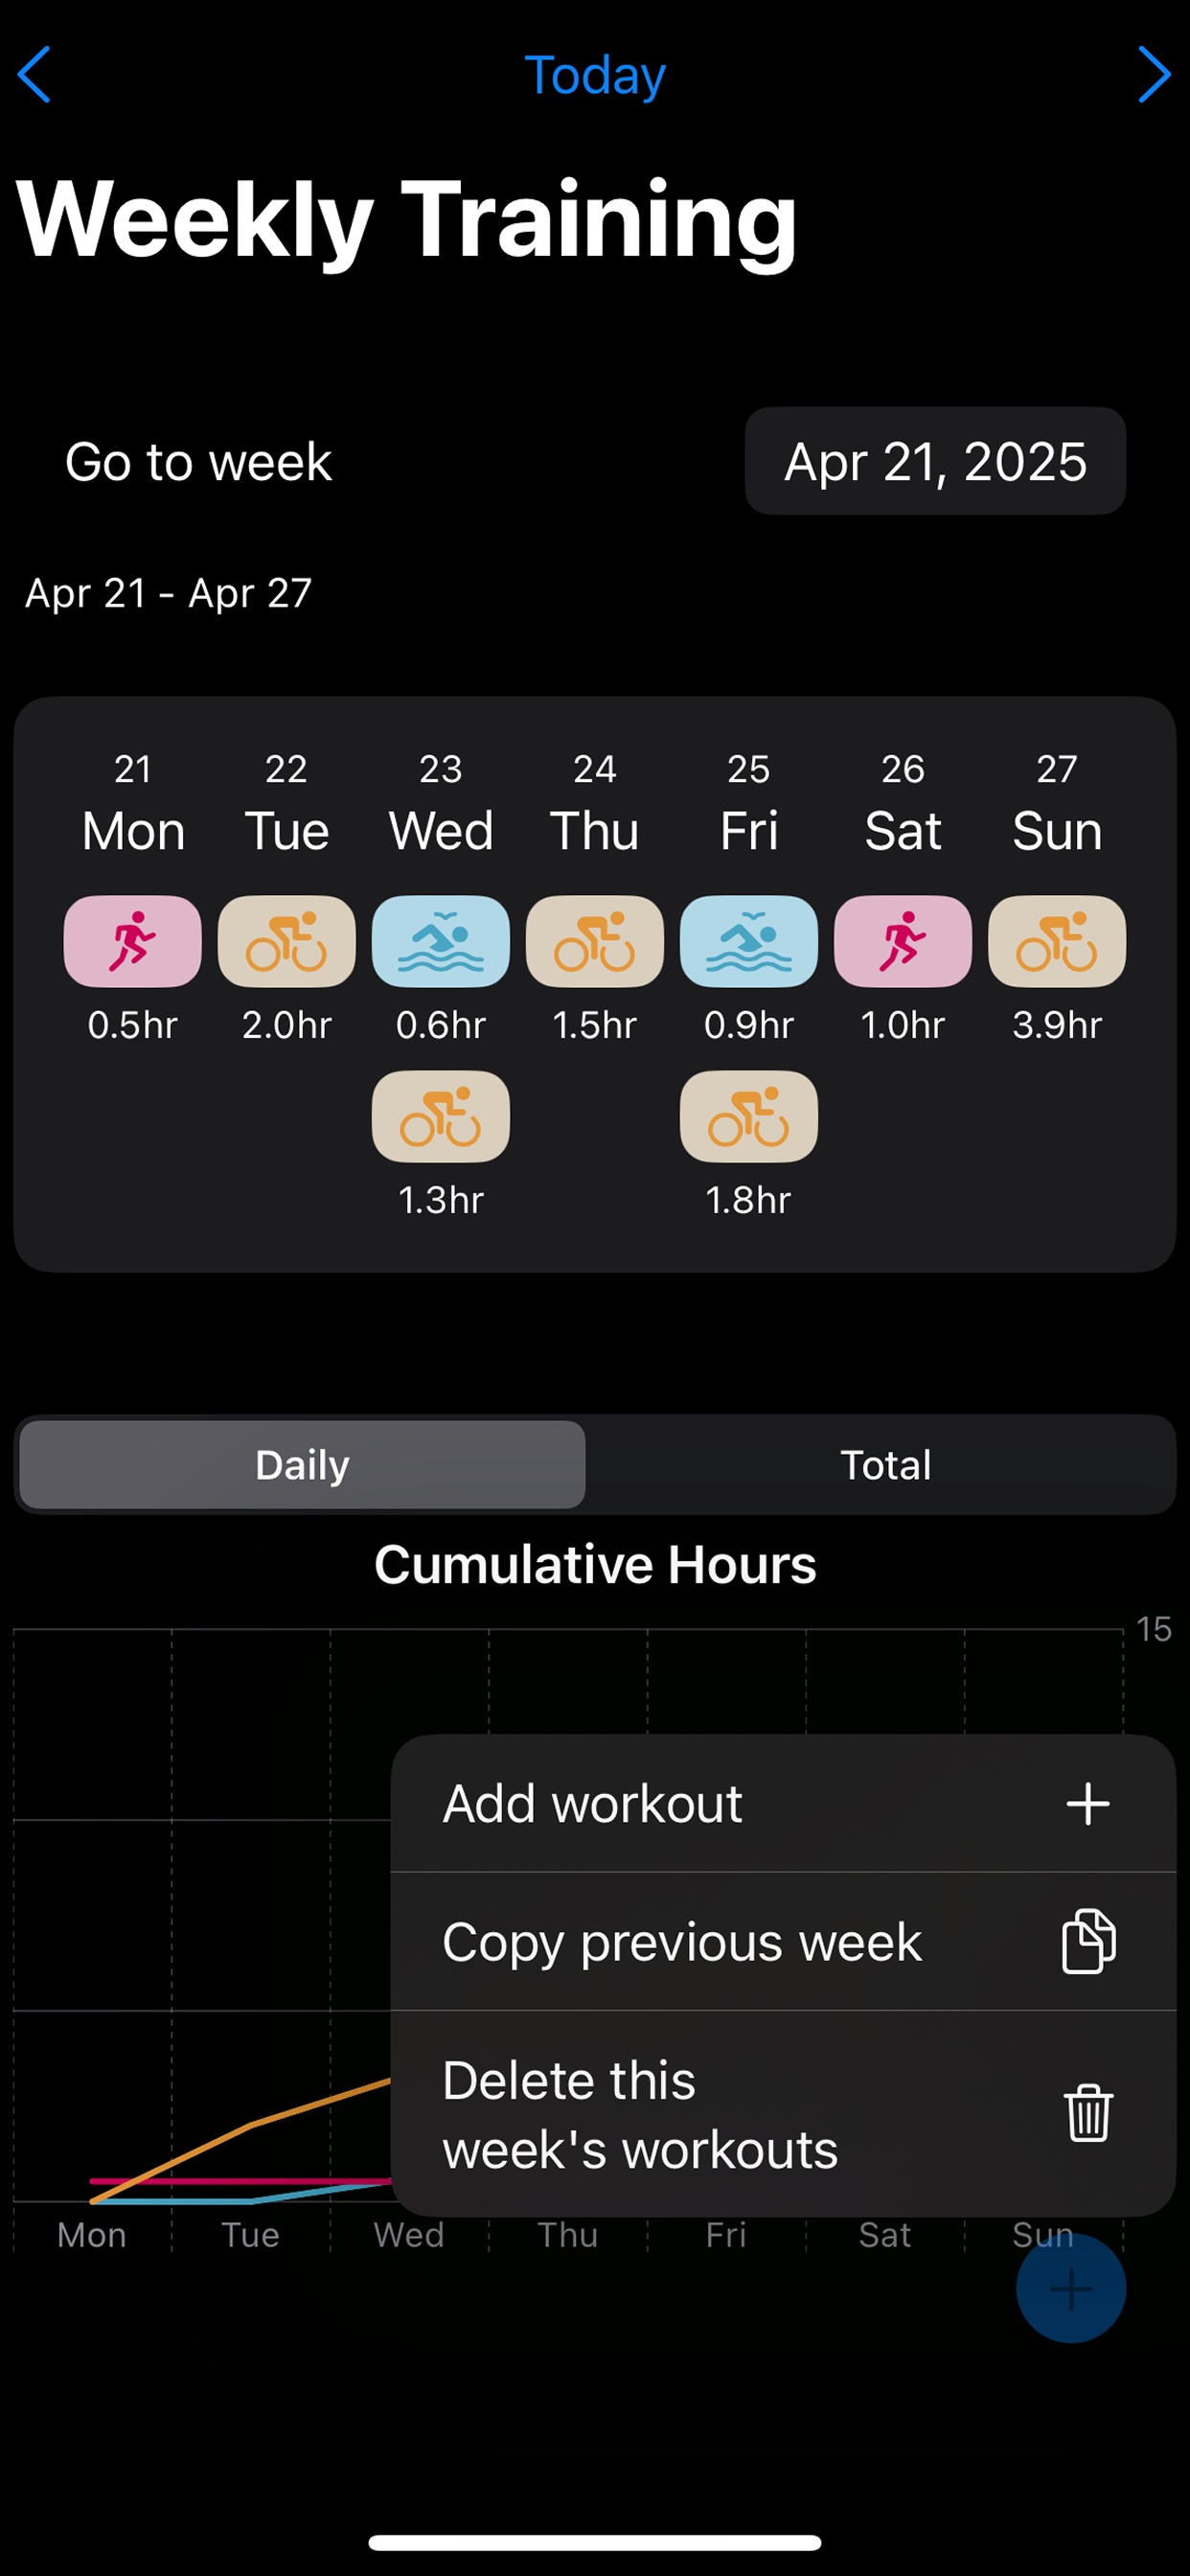 Today
Weekly Training
Go to week
Apr 21, 2025
Apr 21 - Apr 27
21 22 23 24 25 26 27
Mon Tue Wed Thu Fri Sat Sun
0.5hr 2.0hr 0.6hr 1.5hr 0.9hr 1.0hr 3.9hr
1.3hr 1.8hr
Daily Total
Cumulative Hours
15
Add workout
Copy previous week
Delete this
week's workouts
Mon Tue Wed Thu Fri Sat Sun